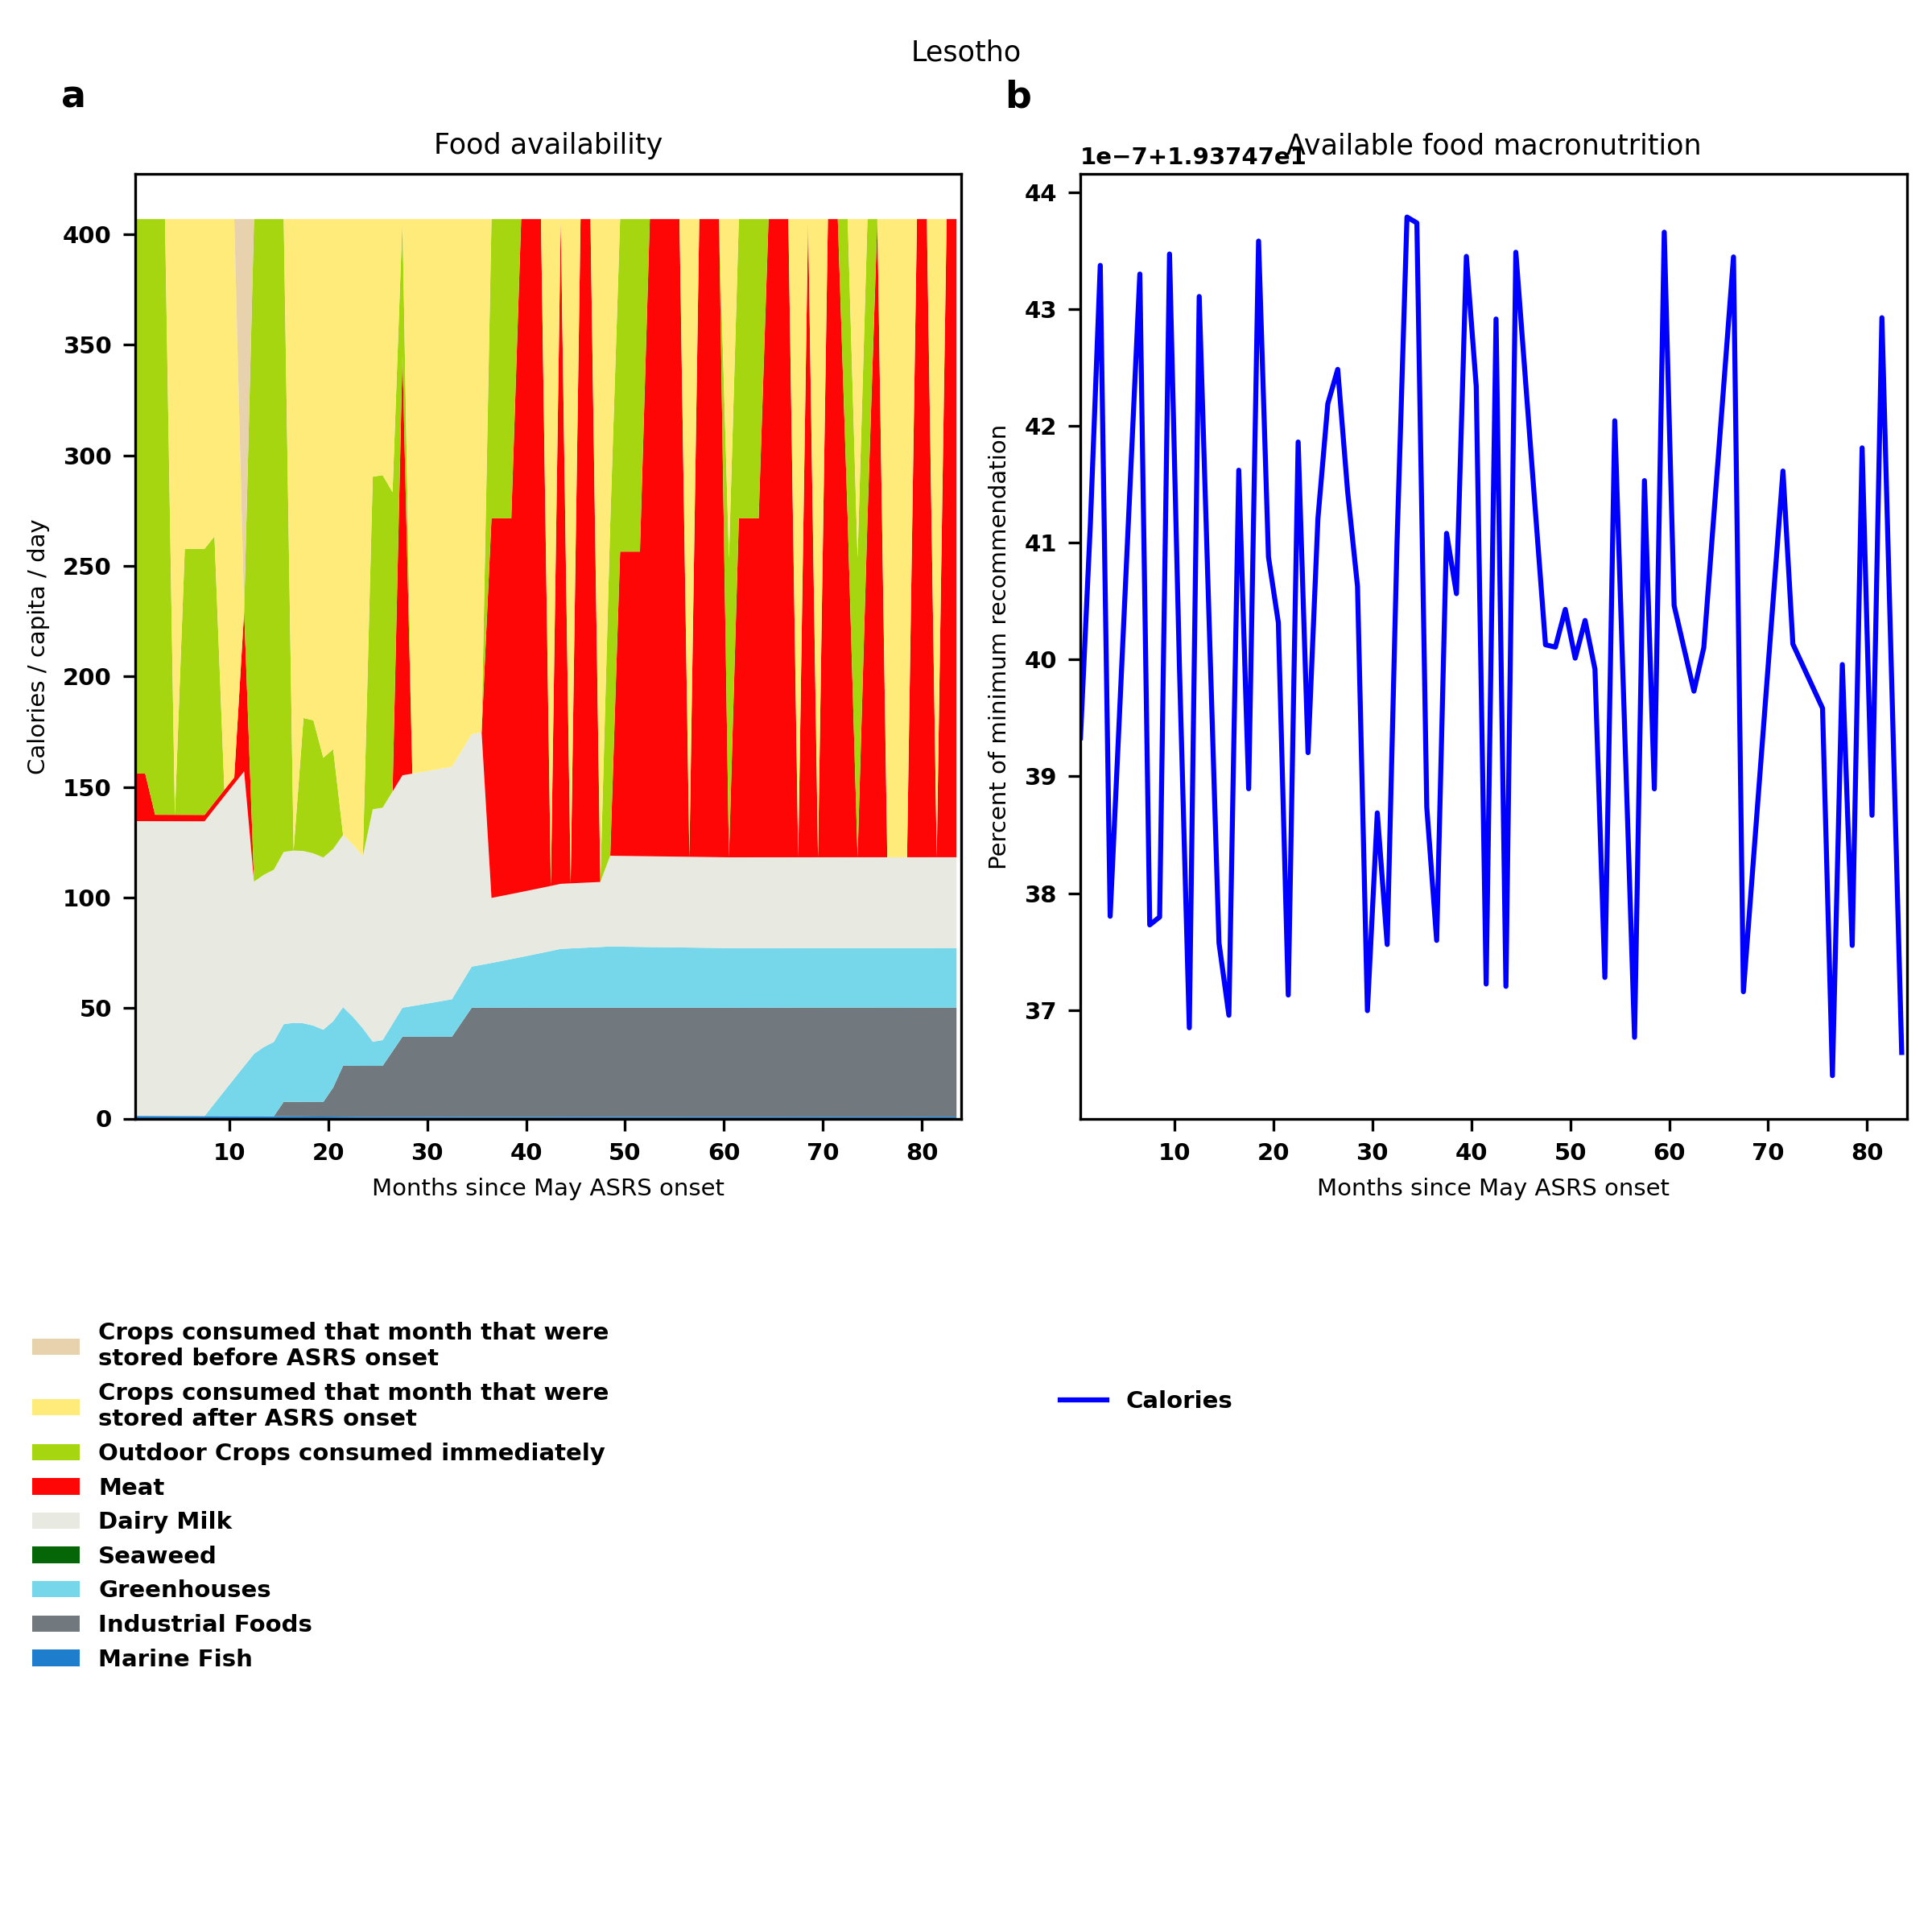 Lesotho
a
b
Food availability
Available food macronutrition
1e−7+1.93747e1
Calories / capita / day
400
350
300
250
200
150
100
50
0
10 20 30 40 50 60 70 80
Months since May ASRS onset
Percent of minimum recommendation
44
43
42
41
40
39
38
37
10 20 30 40 50 60 70 80
Months since May ASRS onset
Crops consumed that month that were
stored before ASRS onset
Crops consumed that month that were
stored after ASRS onset
Outdoor Crops consumed immediately
Meat
Dairy Milk
Seaweed
Greenhouses
Industrial Foods
Marine Fish
Calories